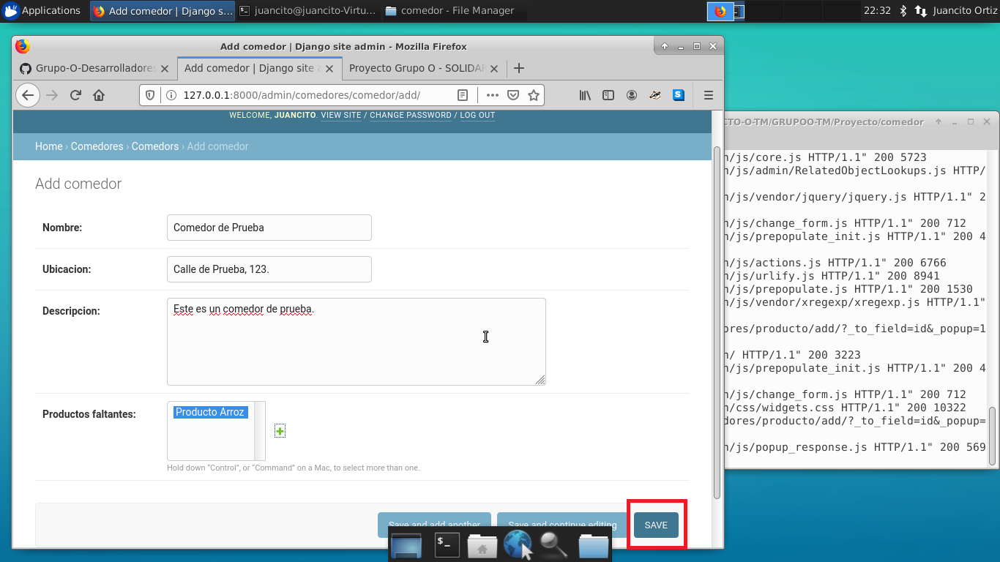 Applications
Add comedor | Django s...
juancito@juancito-Virtu...
comedor - File Manager
22:32
Juancito Ortiz
Add comedor | Django site admin - Mozilla Firefox
Grupo-O-Desarrolladores
Add comedor | Django site a
Proyecto Grupo O - SOLIDAR
127.0.0.1:8000/admin/comedores/comedor/add/
WELCOME, JUANCITO. VIEW SITE / CHANGE PASSWORD / LOG OUT
Home › Comedores › Comedors › Add comedor
Add comedor
Nombre:
Comedor de Prueba
Ubicacion:
Calle de Prueba, 123.
Descripcion:
Este es un comedor de prueba.
Productos faltantes:
Producto Arroz
Hold down "Control", or "Command" on a Mac, to select more than one.
Save and add another
Save and continue editing
SAVE
CTO-O-TM/GRUPOO-TM/Proyecto/comedor
n/js/core.js HTTP/1.1" 200 5723
n/js/admin/RelatedObjectLookups.js HTTP/
n/js/vendor/jquery/jquery.js HTTP/1.1" 2
n/js/change_form.js HTTP/1.1" 200 712
n/js/prepopulate_init.js HTTP/1.1" 200 4
n/js/actions.js HTTP/1.1" 200 6766
n/js/urlify.js HTTP/1.1" 200 8941
n/js/prepopulate.js HTTP/1.1" 200 1530
n/js/vendor/xregexp/xregexp.js HTTP/1.1"
ores/producto/add/?_to_field=id&_popup=1
n/ HTTP/1.1" 200 3223
n/js/prepopulate_init.js HTTP/1.1" 200 4
n/js/change_form.js HTTP/1.1" 200 712
n/css/widgets.css HTTP/1.1" 200 10322
dores/producto/add/?_to_field=id&_popup=
n/js/popup_response.js HTTP/1.1" 200 569